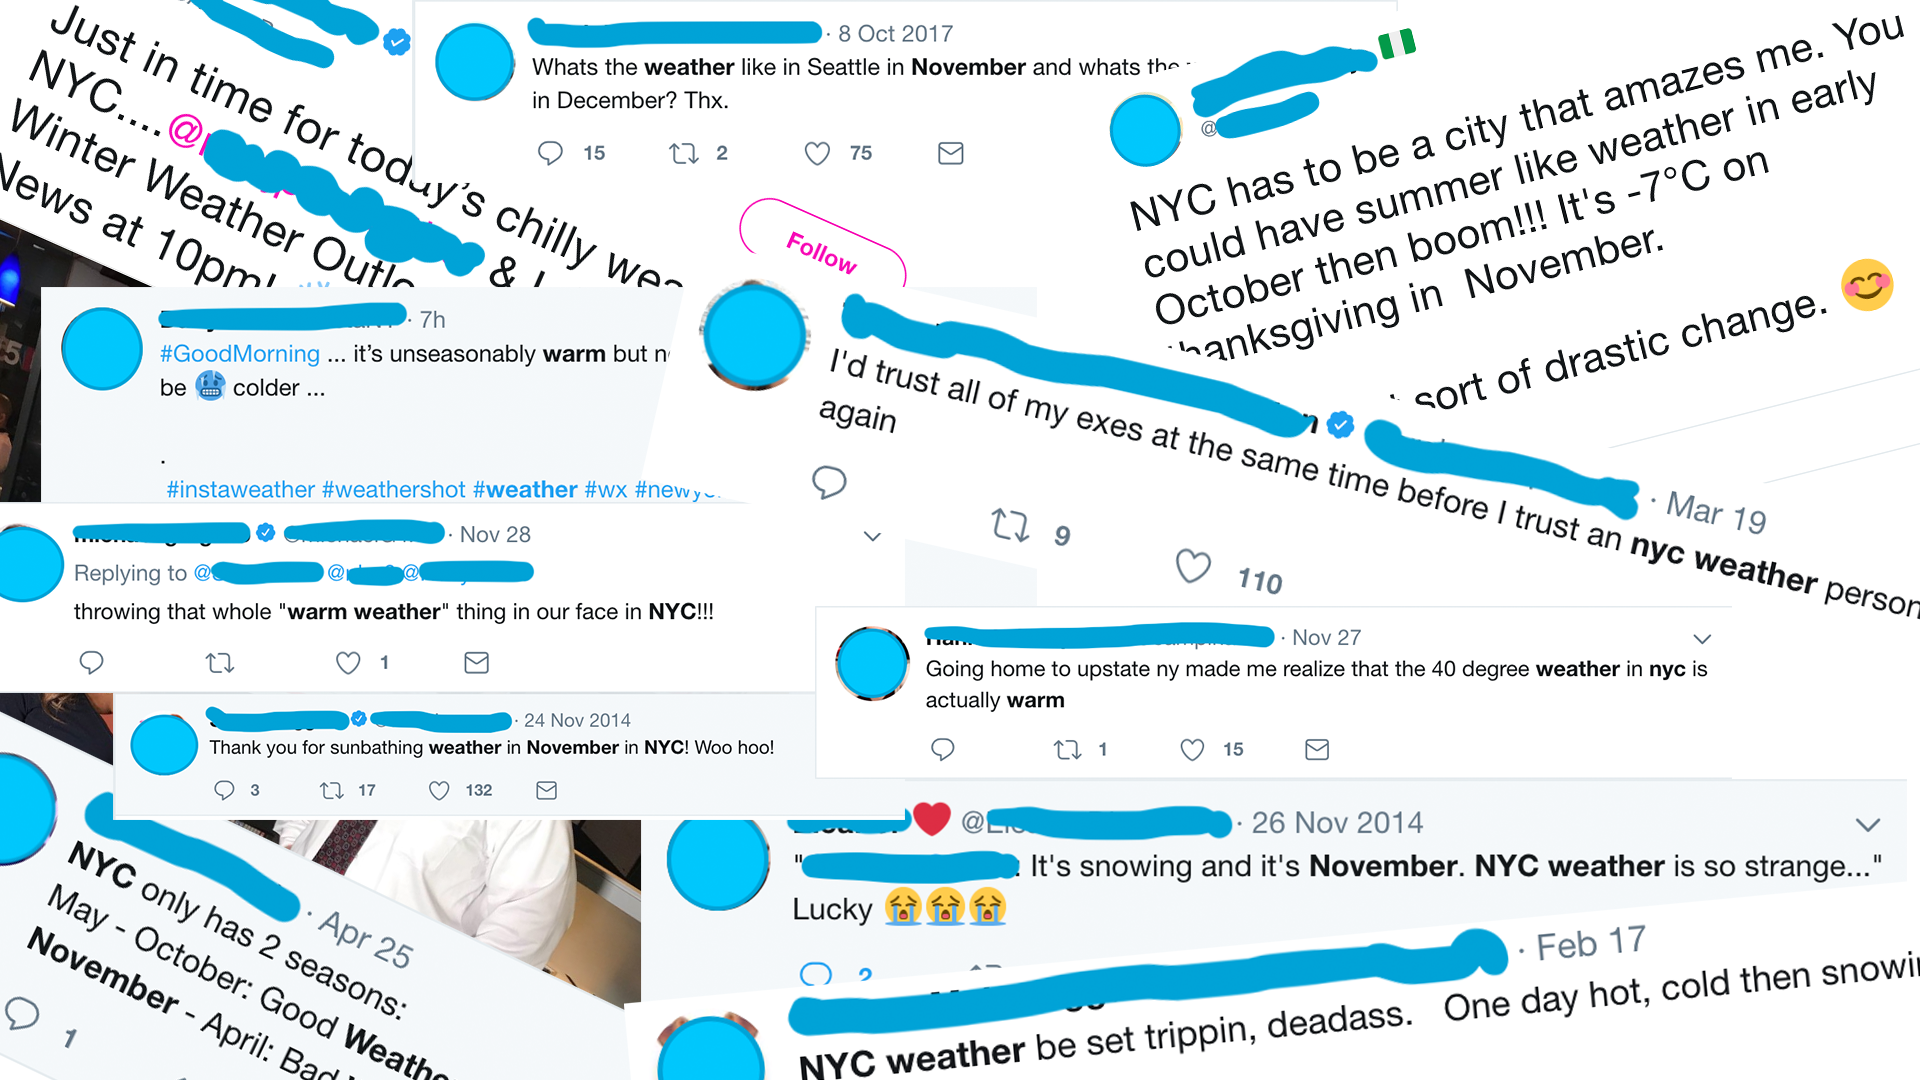 Just in time for today's chilly
NYC.... @
Winter Weather
News at 10pm! & I
8 Oct 2017
Whats the weather like in Seattle in November and whats the
in December? Thx.
15 2 75
Follow
@
NYC has to be a city that amazes me. You
could have summer like weather in early
October then boom!!! It's -7°C on
thanksgiving in November.
sort of drastic change. 😊
· 7h
#GoodMorning ... it's unseasonably warm but
be 🥶 colder ...
.
#instaweather #weathershot #weather #wx
· Mar 19
I'd trust all of my exes at the same time before I trust an nyc weather person
again
9 110
· Nov 28
Replying to @ @ @
throwing that whole "warm weather" thing in our face in NYC!!!
1
· Nov 27
Going home to upstate ny made me realize that the 40 degree weather in nyc is
actually warm
1 15
· 24 Nov 2014
Thank you for sunbathing weather in November in NYC! Woo hoo!
3 17 132
· Apr 25
NYC only has 2 seasons:
May - October: Good Weather
November - April: Bad
1
❤️ @ · 26 Nov 2014
" : It's snowing and it's November. NYC weather is so strange..."
Lucky 😭😭😭
2
· Feb 17
NYC weather be set trippin, deadass. One day hot, cold then